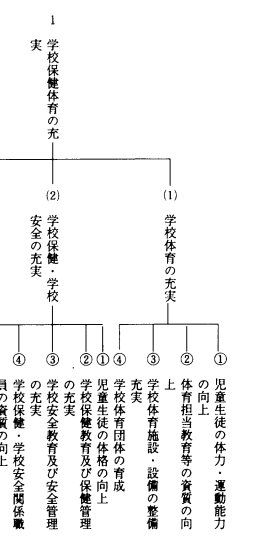 1
学校保健体育の充
実
(1)
学校体育の充実
①
児童生徒の体力・運動能力
の向上
②
体育担当教育等の資質の向
上
③
学校体育施設・設備の整備
充実
④
学校体育団体の育成
(2)
学校保健・学校
安全の充実
①
児童生徒の体格の向上
②
学校保健教育及び保健管理
の充実
③
学校安全教育及び安全管理
の充実
④
学校保健・学校安全関係職
員の資質の向上